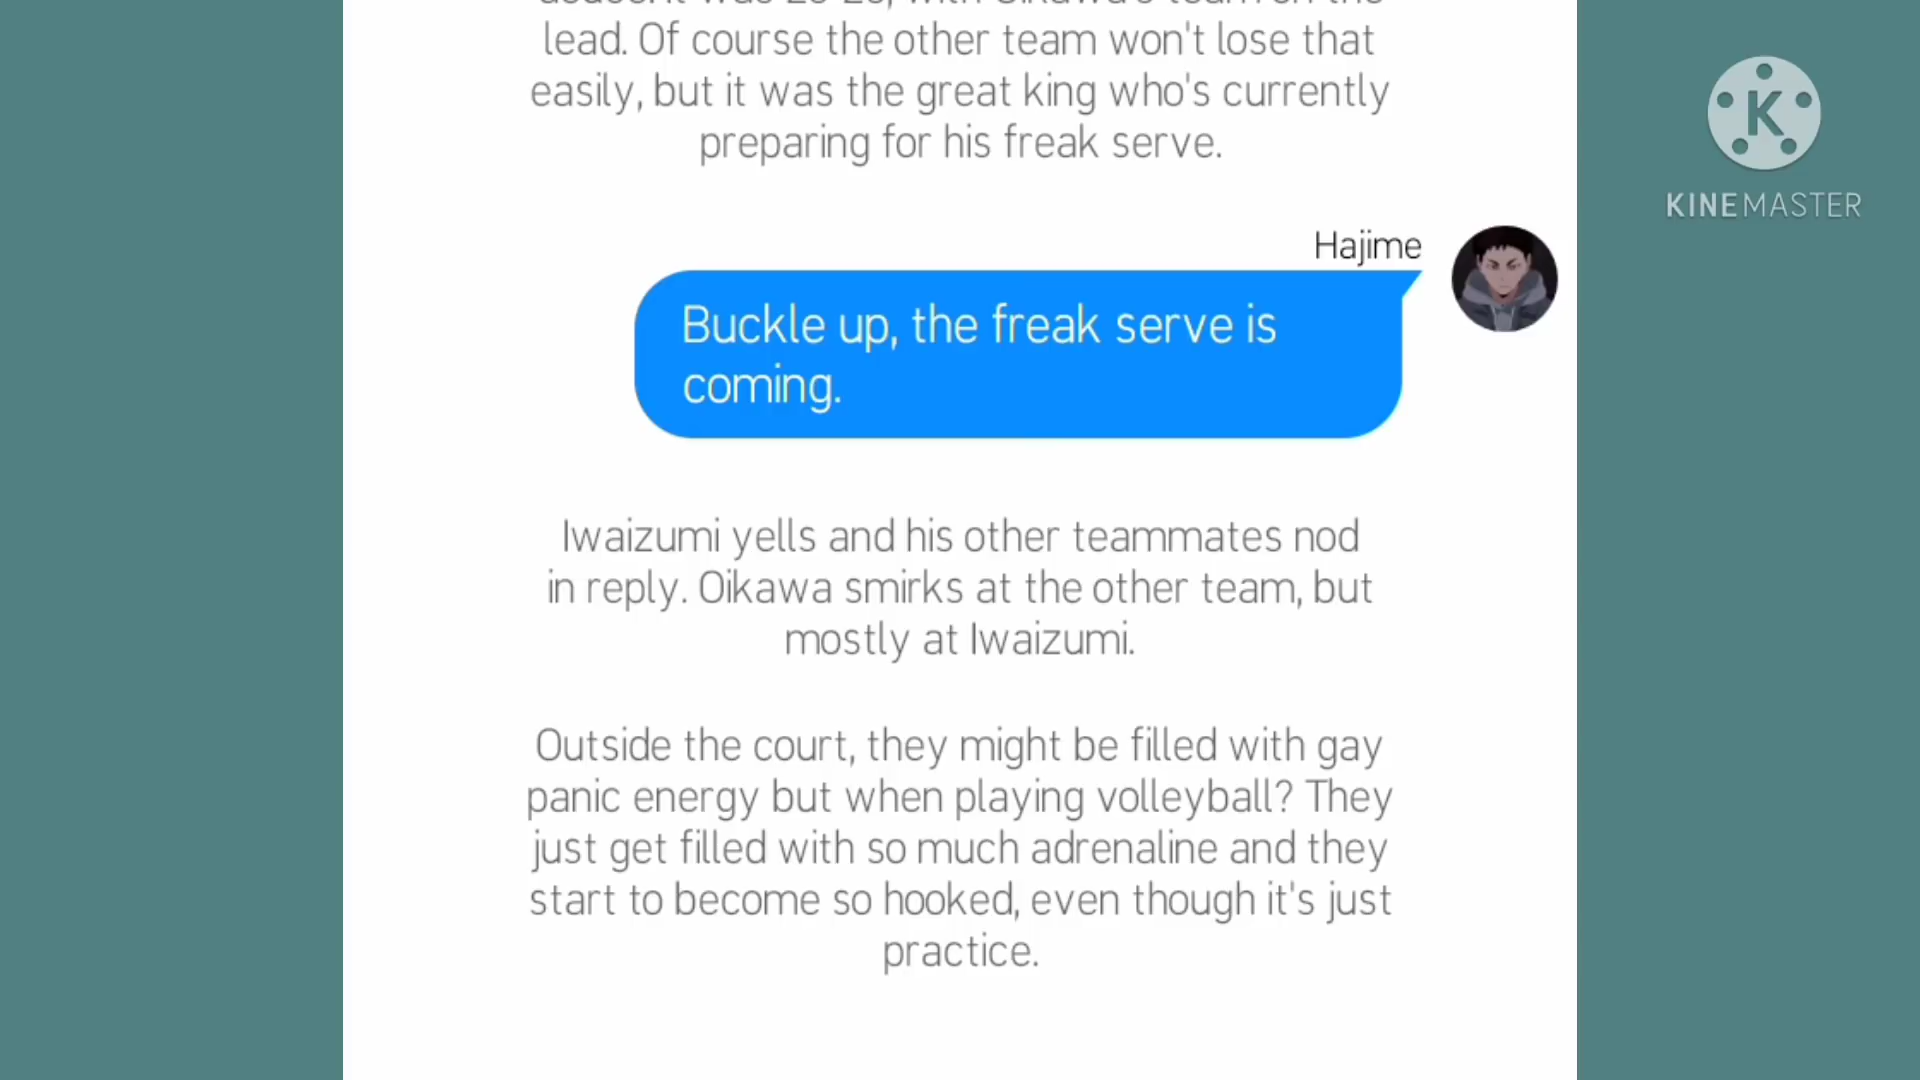 lead. Of course the other team won't lose that
easily, but it was the great king who's currently
preparing for his freak serve.
K
KINEMASTER
Hajime
Buckle up, the freak serve is
coming.
Iwaizumi yells and his other teammates nod
in reply. Oikawa smirks at the other team, but
mostly at Iwaizumi.
Outside the court, they might be filled with gay
panic energy but when playing volleyball? They
just get filled with so much adrenaline and they
start to become so hooked, even though it's just
practice.